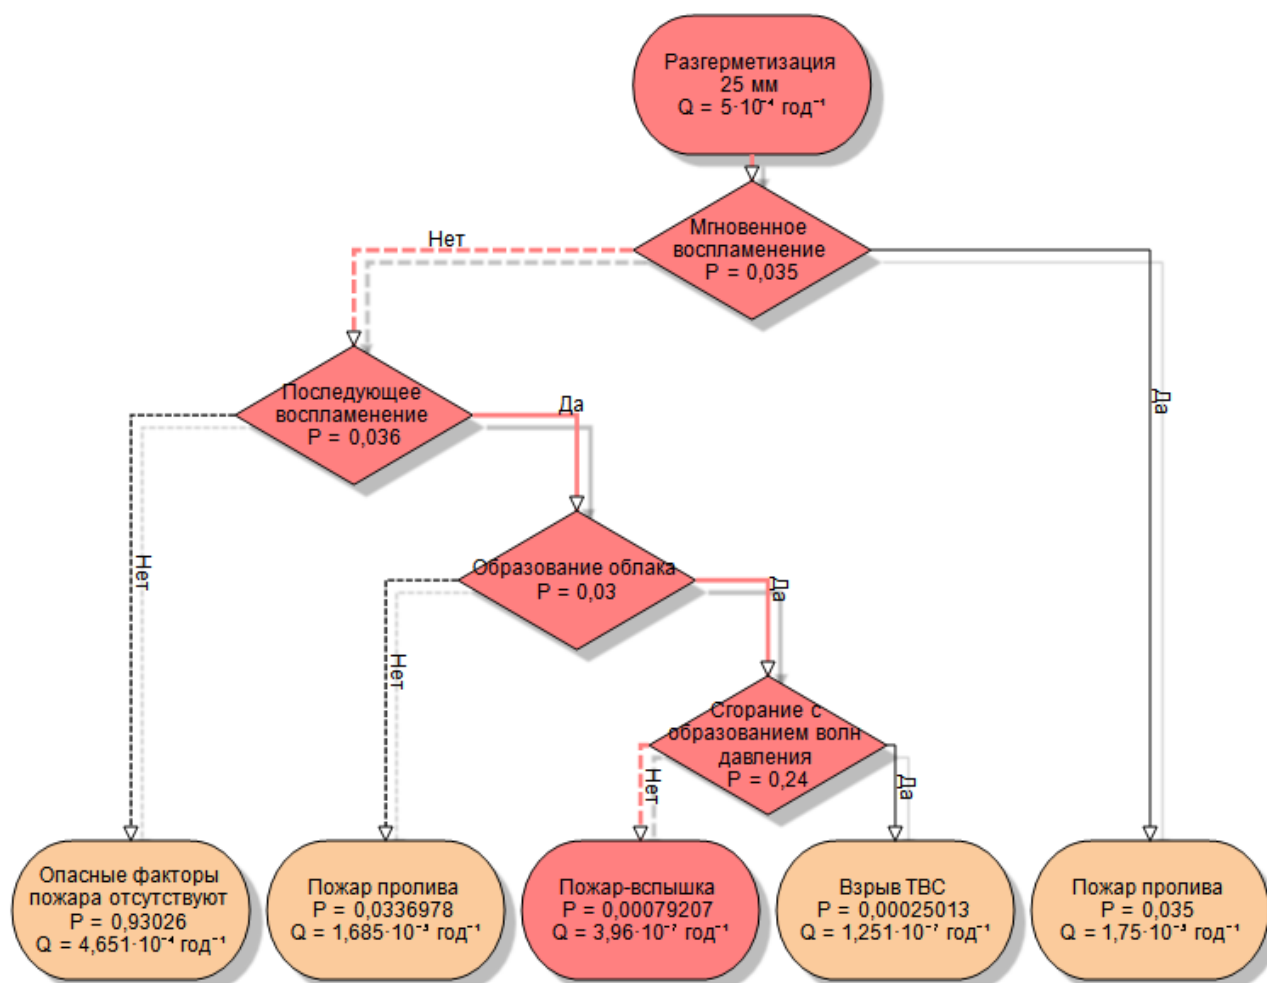 Разгерметизация
25 мм
Q = 5·10⁻⁴ год⁻¹
Мгновенное
воспламенение
P = 0,035
Нет
Да
Последующее
воспламенение
P = 0,036
Да
Нет
Образование облака
P = 0,03
Да
Нет
Сгорание с
образованием волн
давления
P = 0,24
Нет
Да
Опасные факторы
пожара отсутствуют
P = 0,93026
Q = 4,651·10⁻⁴ год⁻¹
Пожар пролива
P = 0,0336978
Q = 1,685·10⁻⁵ год⁻¹
Пожар-вспышка
P = 0,00079207
Q = 3,96·10⁻⁷ год⁻¹
Взрыв ТВС
P = 0,00025013
Q = 1,251·10⁻⁷ год⁻¹
Пожар пролива
P = 0,035
Q = 1,75·10⁻⁵ год⁻¹